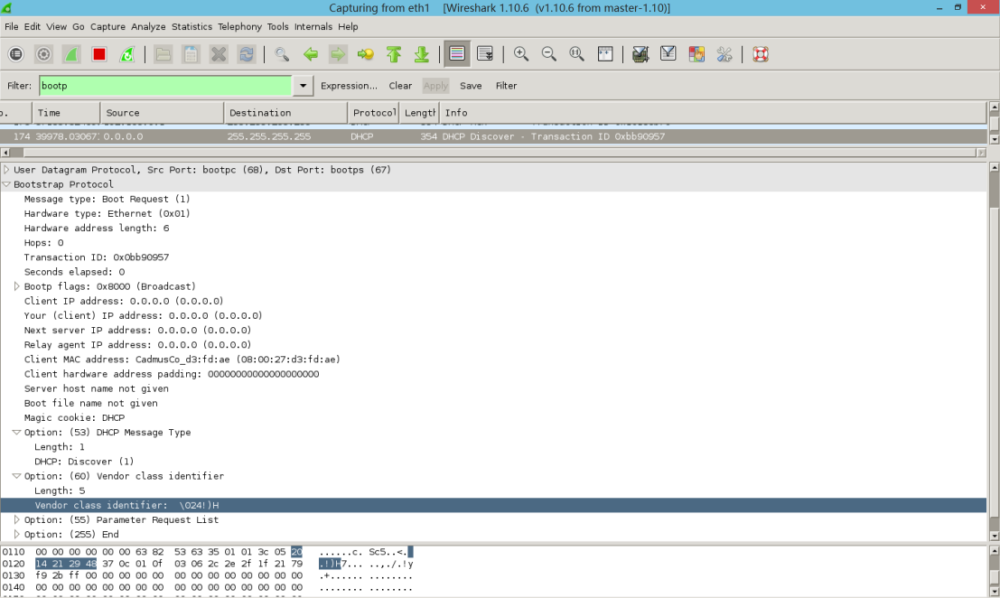 Capturing from eth1 [Wireshark 1.10.6 (v1.10.6 from master-1.10)]
File Edit View Go Capture Analyze Statistics Telephony Tools Internals Help
Filter: bootp Expression... Clear Apply Save Filter
o. Time Source Destination Protocol Length Info
174 39978.03067 0.0.0.0 255.255.255.255 DHCP 354 DHCP Discover - Transaction ID 0xbb90957
User Datagram Protocol, Src Port: bootpc (68), Dst Port: bootps (67)
Bootstrap Protocol
Message type: Boot Request (1)
Hardware type: Ethernet (0x01)
Hardware address length: 6
Hops: 0
Transaction ID: 0x0bb90957
Seconds elapsed: 0
Bootp flags: 0x8000 (Broadcast)
Client IP address: 0.0.0.0 (0.0.0.0)
Your (client) IP address: 0.0.0.0 (0.0.0.0)
Next server IP address: 0.0.0.0 (0.0.0.0)
Relay agent IP address: 0.0.0.0 (0.0.0.0)
Client MAC address: CadmusCo_d3:fd:ae (08:00:27:d3:fd:ae)
Client hardware address padding: 00000000000000000000
Server host name not given
Boot file name not given
Magic cookie: DHCP
Option: (53) DHCP Message Type
Length: 1
DHCP: Discover (1)
Option: (60) Vendor class identifier
Length: 5
Vendor class identifier:  \024!)H
Option: (55) Parameter Request List
Option: (255) End
0110 00 00 00 00 00 00 63 82 53 63 35 01 01 3c 05 20 ......c. Sc5..<.
0120 14 21 29 48 37 0c 01 0f 03 06 2c 2e 2f 1f 21 79 .!)H7... ..,./.!y
0130 f9 2b ff 00 00 00 00 00 00 00 00 00 00 00 00 00 .+...... ........
0140 00 00 00 00 00 00 00 00 00 00 00 00 00 00 00 00 ........ ........